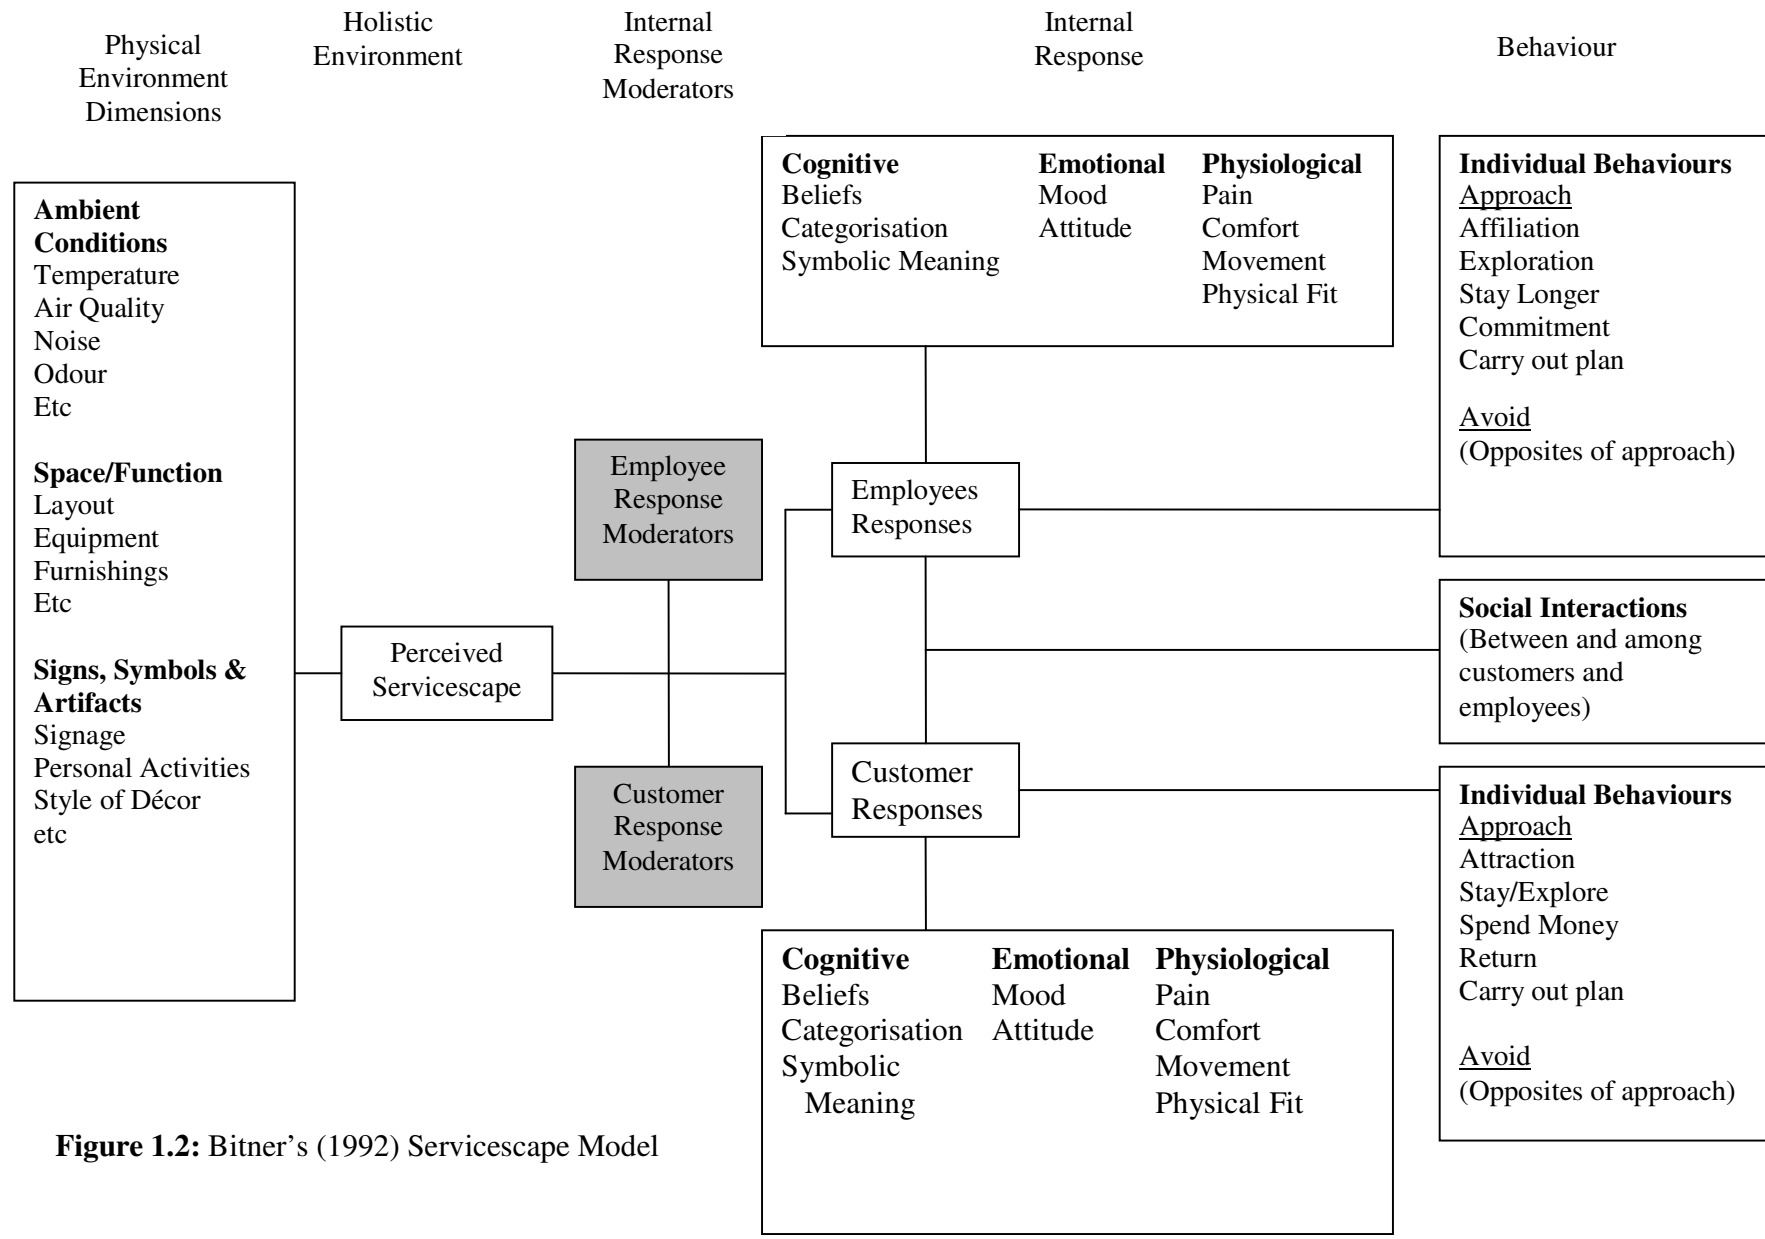 Physical
Environment
Dimensions
Holistic
Environment
Internal
Response
Moderators
Internal
Response
Behaviour
Ambient
Conditions
Temperature
Air Quality
Noise
Odour
Etc
Space/Function
Layout
Equipment
Furnishings
Etc
Signs, Symbols &
Artifacts
Signage
Personal Activities
Style of Décor
etc
Perceived
Servicescape
Employee
Response
Moderators
Customer
Response
Moderators
Cognitive
Beliefs
Categorisation
Symbolic Meaning
Emotional
Mood
Attitude
Physiological
Pain
Comfort
Movement
Physical Fit
Employees
Responses
Customer
Responses
Cognitive
Beliefs
Categorisation
Symbolic
Meaning
Emotional
Mood
Attitude
Physiological
Pain
Comfort
Movement
Physical Fit
Individual Behaviours
Approach
Affiliation
Exploration
Stay Longer
Commitment
Carry out plan
Avoid
(Opposites of approach)
Social Interactions
(Between and among
customers and
employees)
Individual Behaviours
Approach
Attraction
Stay/Explore
Spend Money
Return
Carry out plan
Avoid
(Opposites of approach)
Figure 1.2: Bitner’s (1992) Servicescape Model